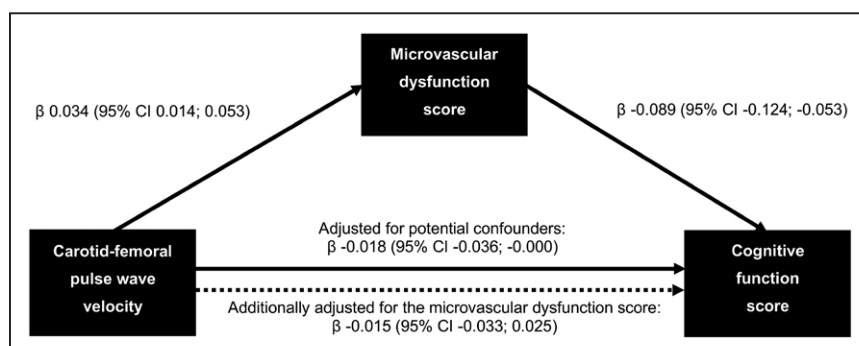 Microvascular
dysfunction
score
β 0.034 (95% CI 0.014; 0.053)
β -0.089 (95% CI -0.124; -0.053)
Carotid-femoral
pulse wave
velocity
Adjusted for potential confounders:
β -0.018 (95% CI -0.036; -0.000)
Additionally adjusted for the microvascular dysfunction score:
β -0.015 (95% CI -0.033; 0.025)
Cognitive
function
score